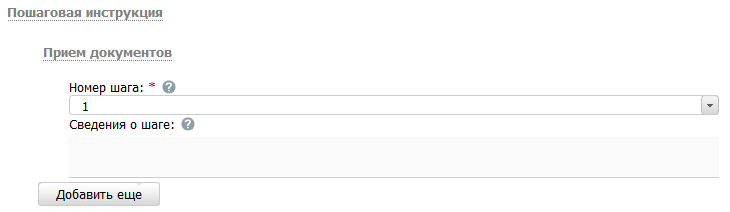 Пошаговая инструкция
Прием документов
Номер шага: * ?
1
Сведения о шаге: ?
Добавить еще